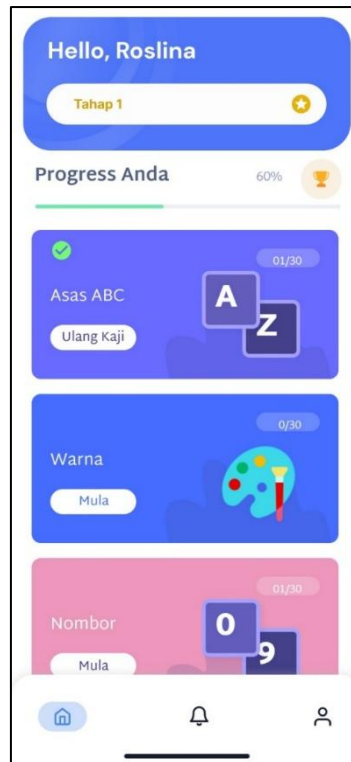 Hello, Roslina
Tahap 1
Progress Anda
60%
01/30
Asas ABC
A
Z
Ulang Kaji
0/30
Warna
Mula
01/30
Nombor
0
9
Mula